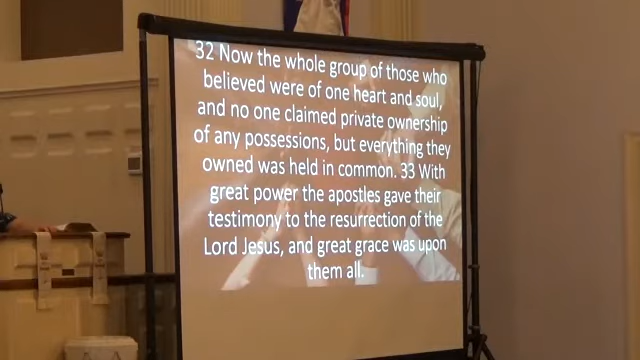 32 Now the whole group of those who
believed were of one heart and soul,
and no one claimed private ownership
of any possessions, but everything they
owned was held in common. 33 With
great power the apostles gave their
testimony to the resurrection of the
Lord Jesus, and great grace was upon
them all.